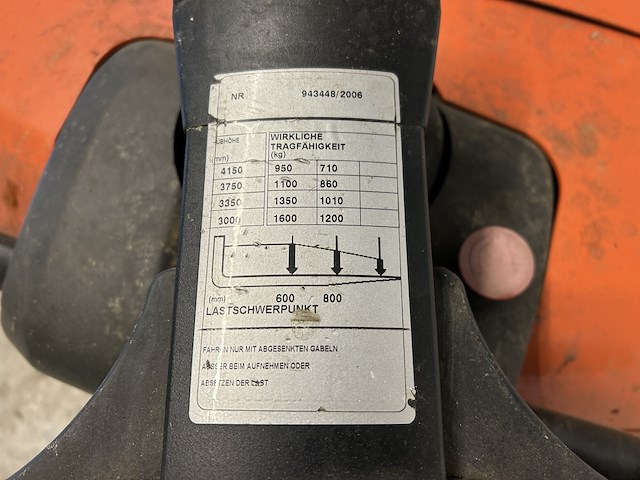 NR 943448/2006
UBHÖHE WIRKLICHE
TRAGFÄHIGKEIT
(mm) (kg)
4150 950 710
3750 1100 860
3350 1350 1010
3000 1600 1200
(mm) 600 800
LASTSCHWERPUNKT
FAHREN NUR MIT ABGESENKTEN GABELN
AUSSER BEIM AUFNEHMEN ODER
ABSETZEN DER LAST